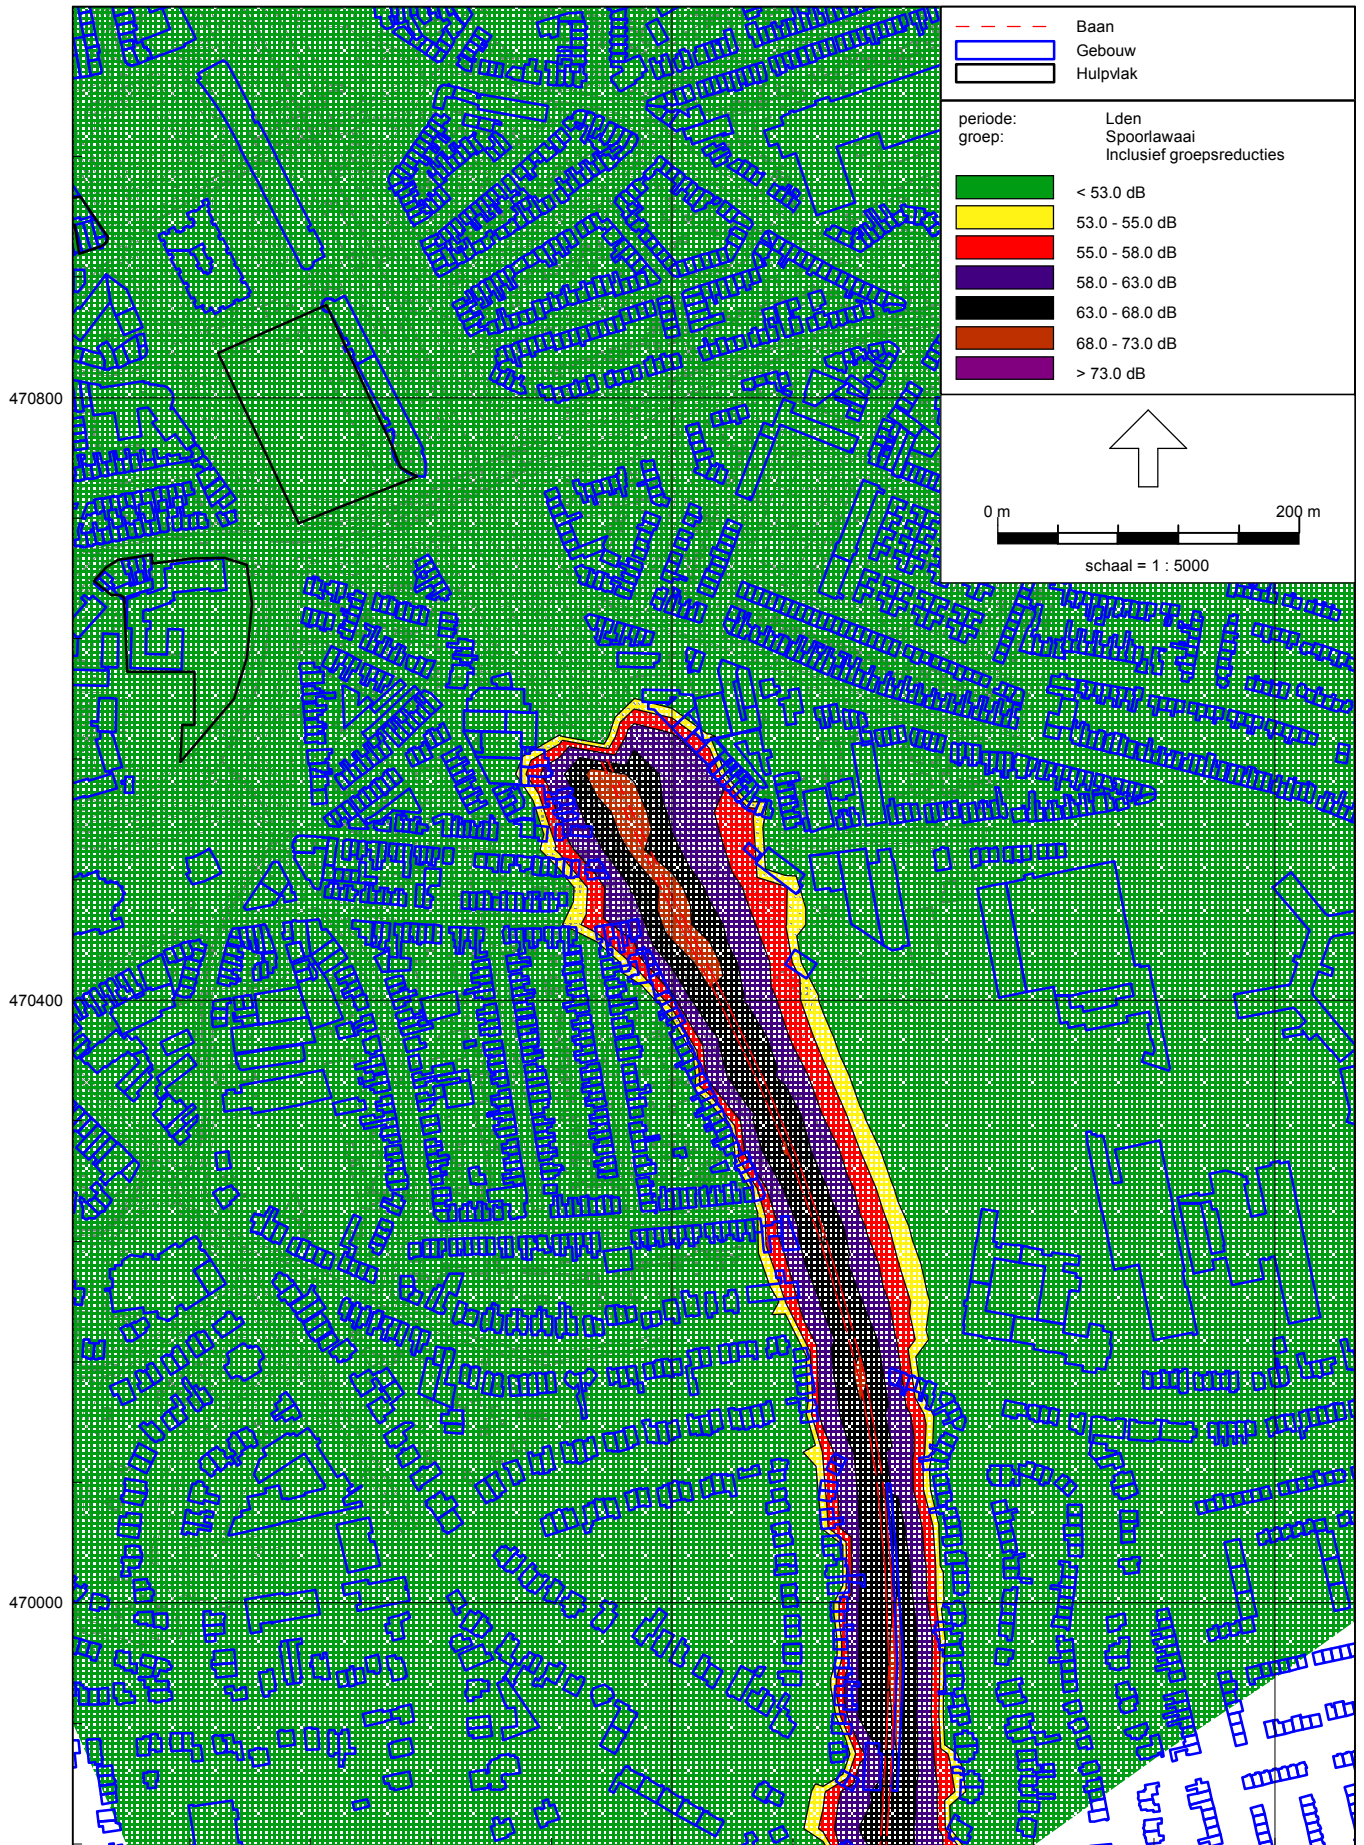 Baan
Gebouw
Hulpvlak
periode: Lden
groep: Spoorlawaai
Inclusief groepsreducties
< 53.0 dB
53.0 - 55.0 dB
55.0 - 58.0 dB
58.0 - 63.0 dB
63.0 - 68.0 dB
68.0 - 73.0 dB
> 73.0 dB
0 m 200 m
schaal = 1 : 5000
470800
470400
470000